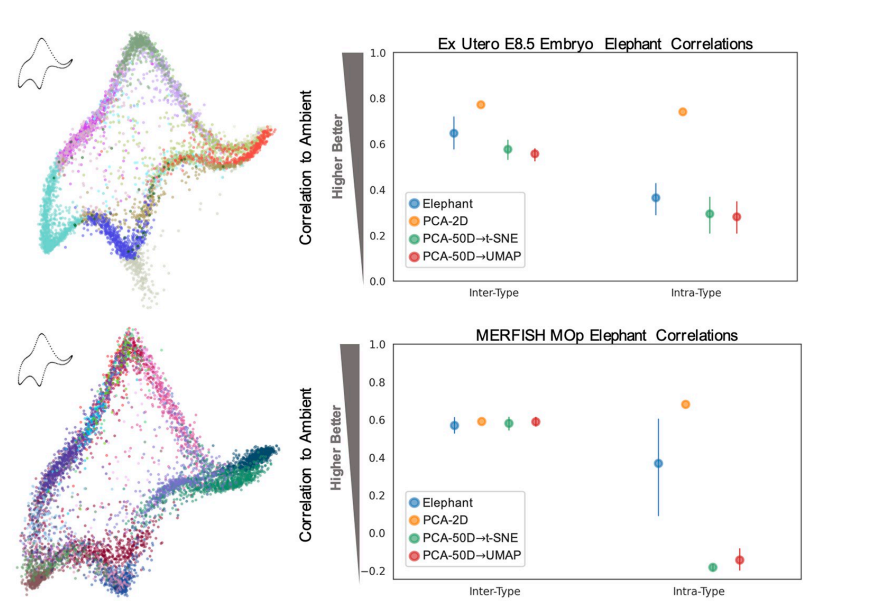 Ex Utero E8.5 Embryo Elephant Correlations
Correlation to Ambient
Higher Better
1.0
0.8
0.6
0.4
0.2
0.0
Elephant
PCA-2D
PCA-50D→t-SNE
PCA-50D→UMAP
Inter-Type
Intra-Type
MERFISH MOp Elephant Correlations
Correlation to Ambient
Higher Better
1.0
0.8
0.6
0.4
0.2
0.0
−0.2
Elephant
PCA-2D
PCA-50D→t-SNE
PCA-50D→UMAP
Inter-Type
Intra-Type